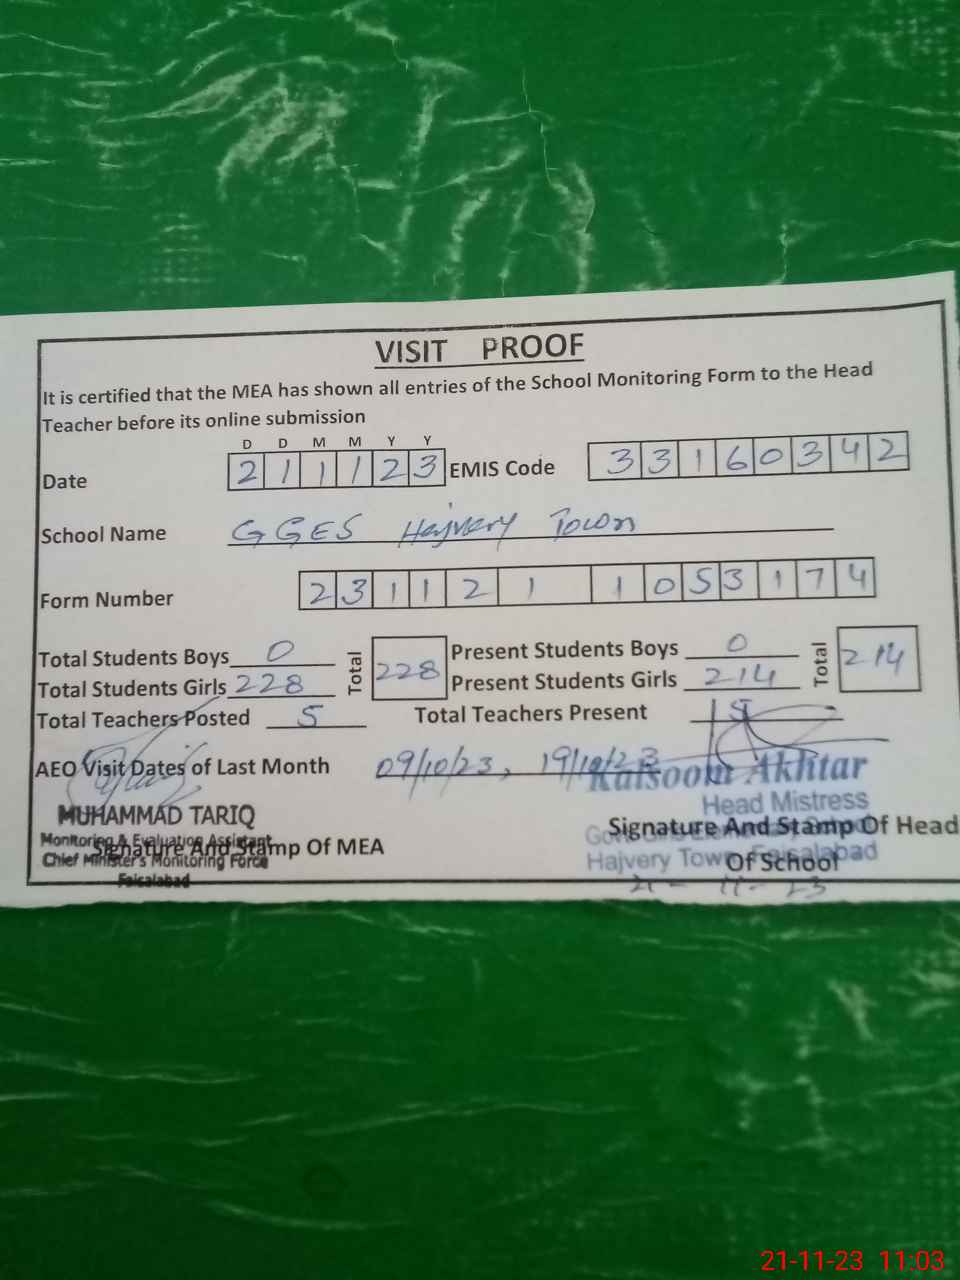 VISIT PROOF
It is certified that the MEA has shown all entries of the School Monitoring Form to the Head
Teacher before its online submission
D D M M Y Y
Date 2 1 1 1 2 3 EMIS Code 3 3 1 6 0 3 4 2
School Name GGES Hajvery Town
Form Number 2 3 1 1 2 1 1 0 5 3 1 7 4
Total Students Boys 0 Total 228 Present Students Boys 0 Total 214
Total Students Girls 228 Present Students Girls 214
Total Teachers Posted 5 Total Teachers Present 5
AEO Visit Dates of Last Month 09/10/23, 19/10/23
Kalsoom Akhtar
MUHAMMAD TARIQ Head Mistress
Monitoring & Evaluation Assistant
Signature And Stamp Of MEA Signature And Stamp Of Head
Chief Minister's Monitoring Force Hajvery Town Faisalabad
Of School
Faisalabad 21-11-23
21-11-23 11:03